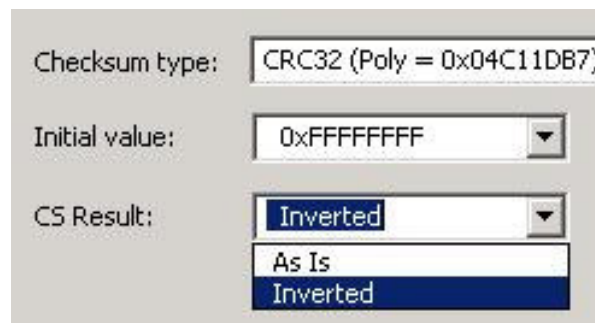 Checksum type: CRC32 (Poly = 0x04C11DB7)
Initial value: 0xFFFFFFFF
CS Result: Inverted
As Is
Inverted